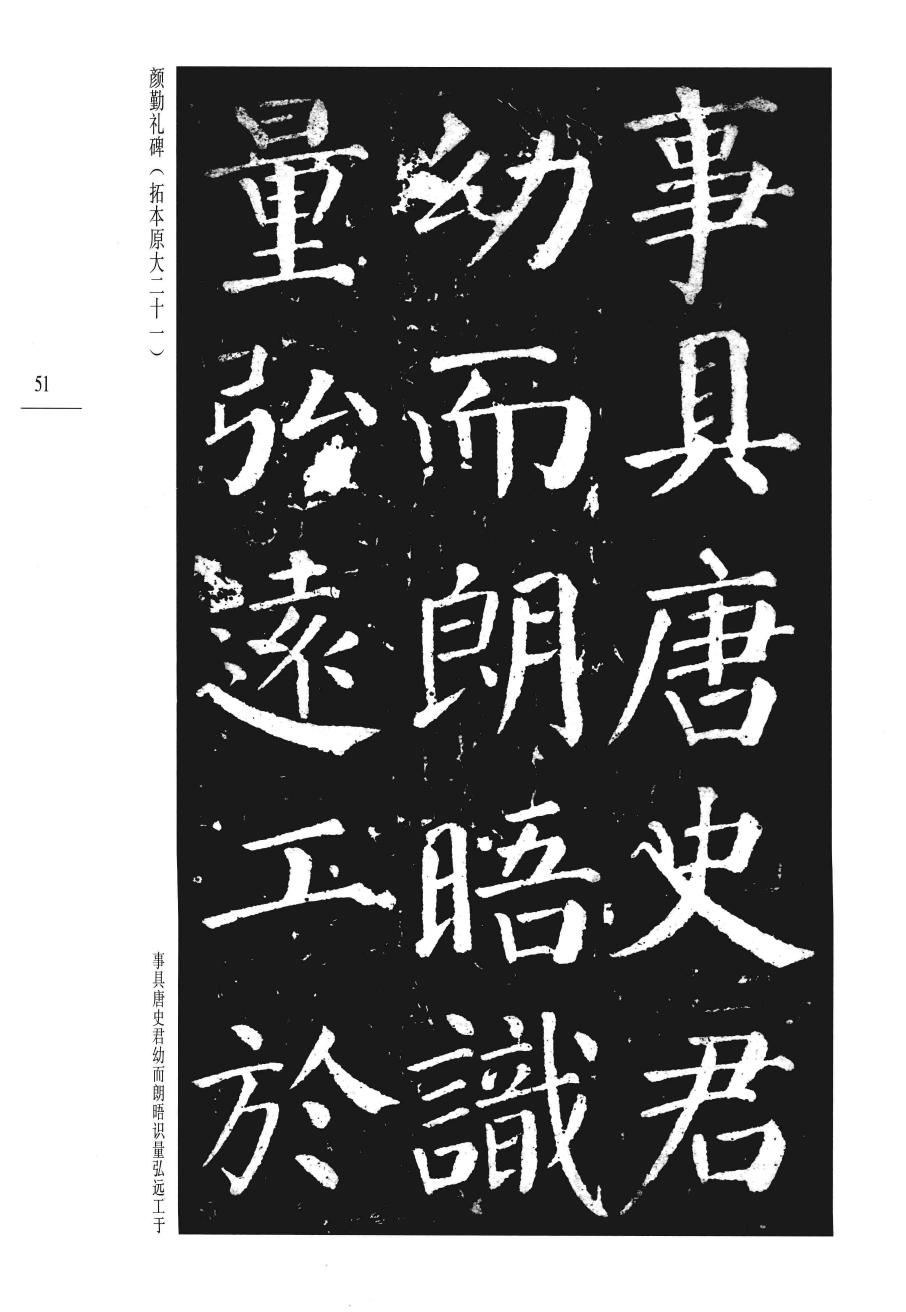 事具唐史君
幼而朗晤識
量弘遠工於
颜勤礼碑（拓本原大二十一）
事具唐史君幼而朗晤识量弘远工于
51